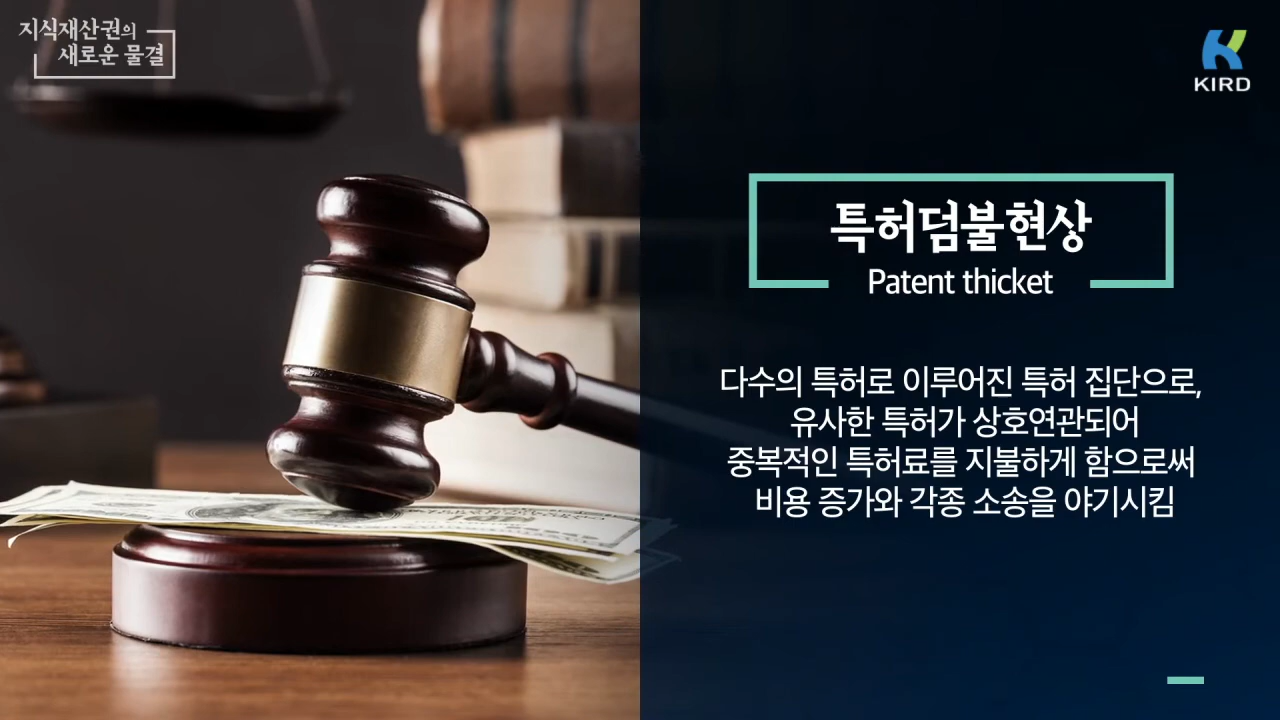 지식재산권의
새로운 물결
KIRD
특허덤불현상
Patent thicket
다수의 특허로 이루어진 특허 집단으로,
유사한 특허가 상호연관되어
중복적인 특허료를 지불하게 함으로써
비용 증가와 각종 소송을 야기시킴